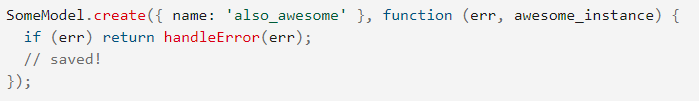 SomeModel.create({ name: 'also_awesome' }, function (err, awesome_instance) {
  if (err) return handleError(err);
  // saved!
});